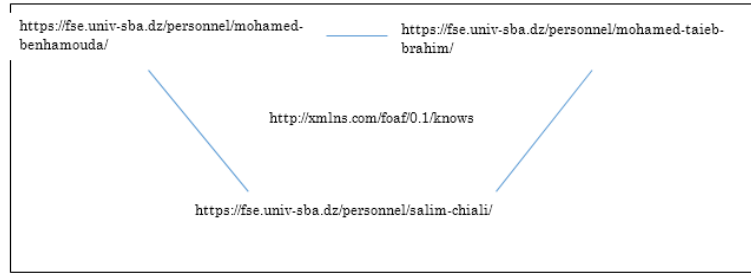 https://fse.univ-sba.dz/personnel/mohamed-
benhamouda/
https://fse.univ-sba.dz/personnel/mohamed-taieb-
brahim/
http://xmlns.com/foaf/0.1/knows
https://fse.univ-sba.dz/personnel/salim-chiali/